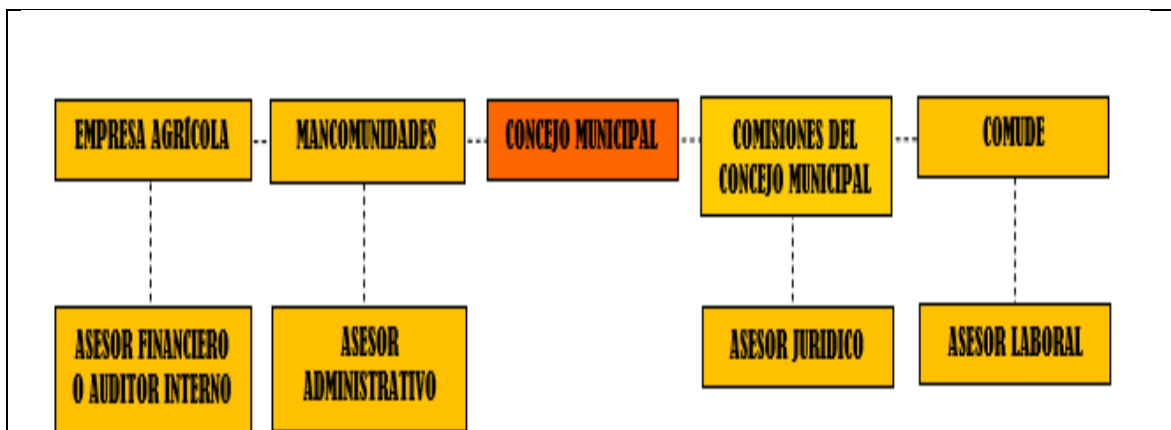 EMPRESA AGRÍCOLA
MANCOMUNIDADES
CONCEJO MUNICIPAL
COMISIONES DEL
CONCEJO MUNICIPAL
COMUDE
ASESOR FINANCIERO
O AUDITOR INTERNO
ASESOR
ADMINISTRATIVO
ASESOR JURIDICO
ASESOR LABORAL